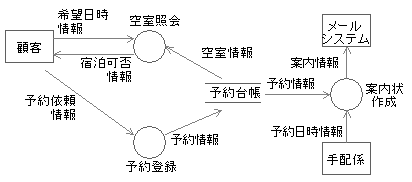 希望日時
情報
顧客
空室照会
宿泊可否
情報
空室情報
メール
システム
案内情報
予約台帳
予約情報
案内状
作成
予約依頼
情報
予約情報
予約登録
予約日時情報
手配係